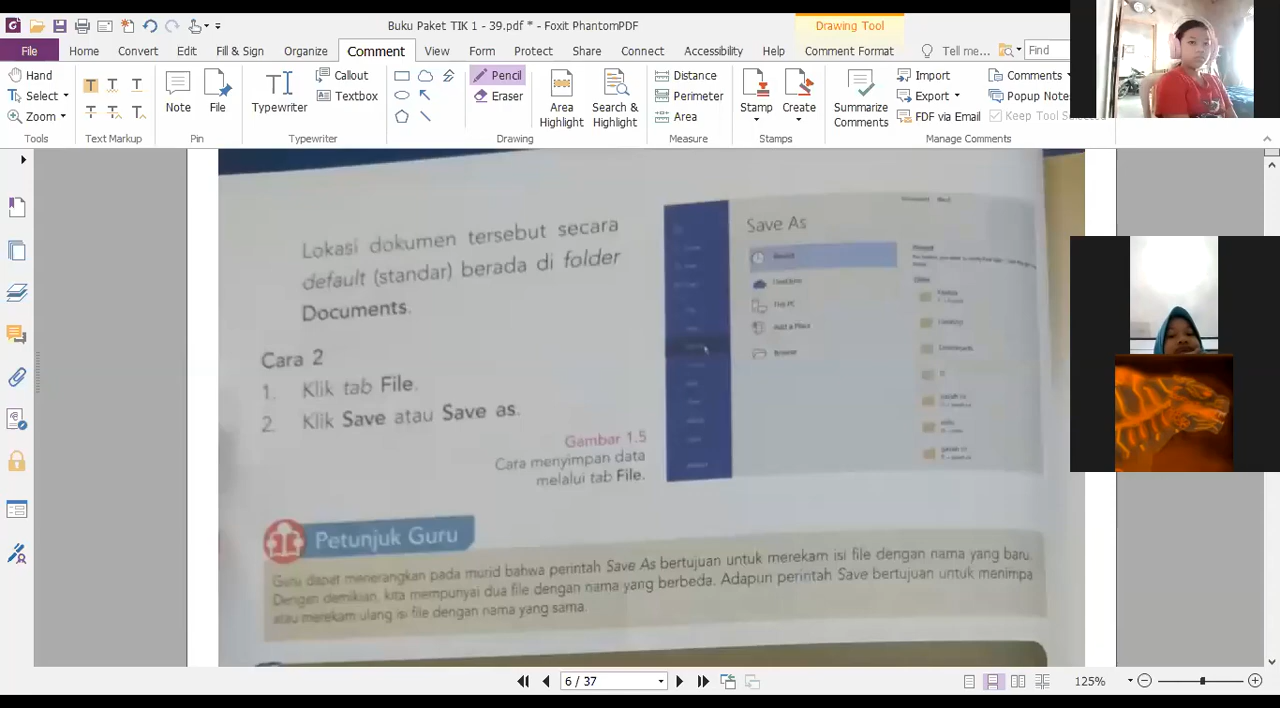 Buku Paket TIK 1 - 39.pdf * - Foxit PhantomPDF
Drawing Tool
File Home Convert Edit Fill & Sign Organize Comment View Form Protect Share Connect Accessibility Help Comment Format Tell me... Find
Hand
Select
Zoom
Tools
Text Markup
Note
File
Pin
Typewriter
Callout
Textbox
Typewriter
Pencil
Eraser
Drawing
Area
Highlight
Search &
Highlight
Distance
Perimeter
Area
Measure
Stamp
Create
Stamps
Summarize
Comments
Import
Export
FDF via Email
Comments
Popup Notes
Keep Tool Selected
Manage Comments
Lokasi dokumen tersebut secara
default (standar) berada di folder
Documents.
Cara 2
1. Klik tab File.
2. Klik Save atau Save as.
Gambar 1.5
Cara menyimpan data
melalui tab File.
Save As
Recent
OneDrive
This PC
Add a Place
Browse
Petunjuk Guru
Guru dapat menerangkan pada murid bahwa perintah Save As bertujuan untuk merekam isi file dengan nama yang baru.
Dengan demikian, kita mempunyai dua file dengan nama yang berbeda. Adapun perintah Save bertujuan untuk menimpa
atau merekam ulang isi file dengan nama yang sama.
6 / 37
125%